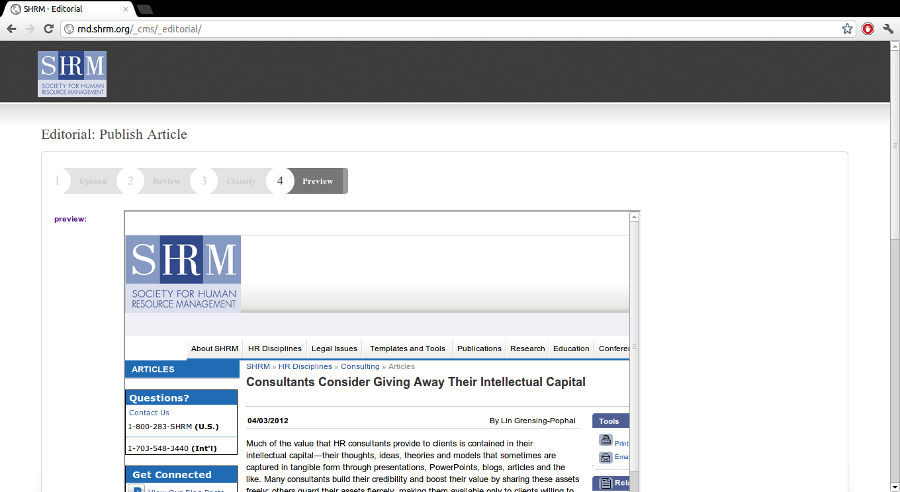 SHRM - Editorial
rnd.shrm.org/_cms/_editorial/
SHRM
SOCIETY FOR HUMAN
RESOURCE MANAGEMENT
Editorial: Publish Article
1 Upload 2 Review 3 Classify 4 Preview
preview:
SHRM
SOCIETY FOR HUMAN
RESOURCE MANAGEMENT
About SHRM HR Disciplines Legal Issues Templates and Tools Publications Research Education Conferen
ARTICLES
SHRM » HR Disciplines » Consulting » Articles
Consultants Consider Giving Away Their Intellectual Capital
Questions?
Contact Us
1-800-283-SHRM (U.S.)
1-703-548-3440 (Int'l)
Get Connected
View Our Blog Posts
04/03/2012 By Lin Grensing-Pophal
Much of the value that HR consultants provide to clients is contained in their
intellectual capital—their thoughts, ideas, theories and models that sometimes are
captured in tangible form through presentations, PowerPoints, blogs, articles and the
like. Many consultants build their credibility and boost their value by sharing these assets
freely; others guard their assets fiercely, making them available only to clients willing to
Tools
Print
Ema
Rela